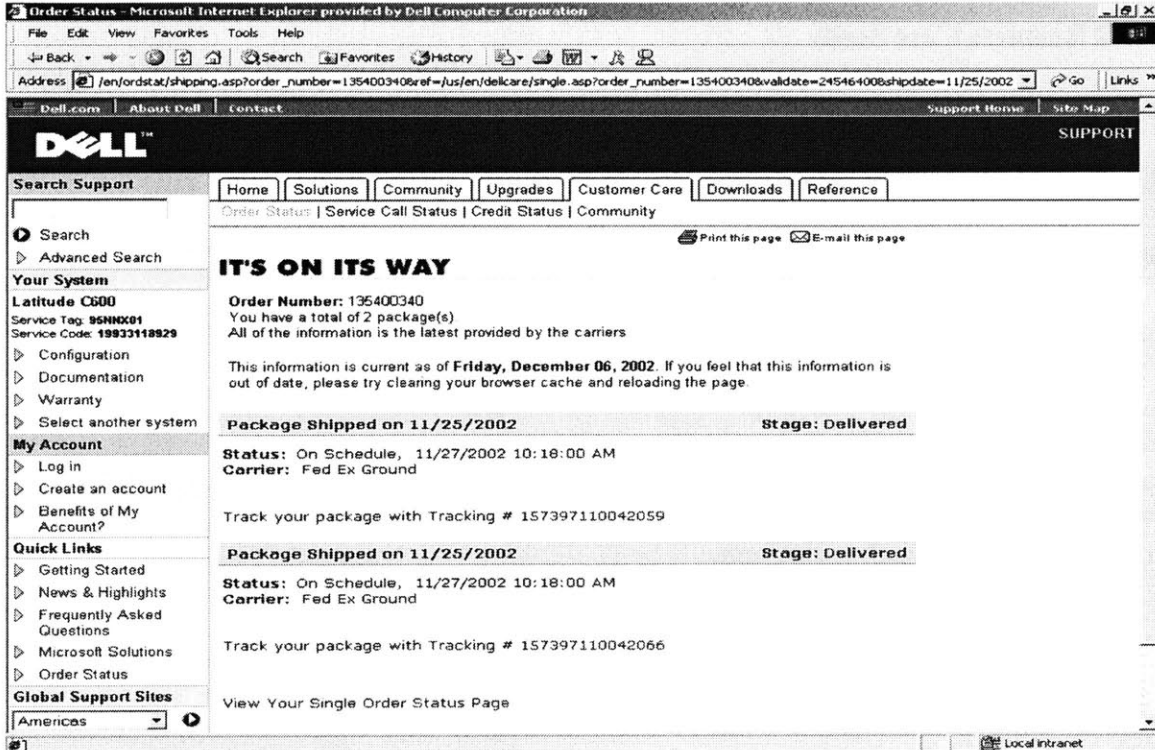 Order Status - Microsoft Internet Explorer provided by Dell Computer Corporation
File Edit View Favorites Tools Help
Back Search Favorites History
Address /en/ordstat/shipping.asp?order_number=135400340&ref=/us/en/dellcare/single.asp?order_number=135400340&validate=24546400&shipdate=11/25/2002 Go Links »
Dell.com | About Dell | Contact Support Home | Site Map
DELL™ SUPPORT
Search Support
Search
Advanced Search
Your System
Latitude C600
Service Tag: 95NNX01
Service Code: 19933118929
Configuration
Documentation
Warranty
Select another system
My Account
Log in
Create an account
Benefits of My
Account?
Quick Links
Getting Started
News & Highlights
Frequently Asked
Questions
Microsoft Solutions
Order Status
Global Support Sites
Americas
Home Solutions Community Upgrades Customer Care Downloads Reference
Order Status | Service Call Status | Credit Status | Community
Print this page E-mail this page
IT'S ON ITS WAY
Order Number: 135400340
You have a total of 2 package(s)
All of the information is the latest provided by the carriers
This information is current as of Friday, December 06, 2002. If you feel that this information is
out of date, please try clearing your browser cache and reloading the page.
Package Shipped on 11/25/2002 Stage: Delivered
Status: On Schedule, 11/27/2002 10:18:00 AM
Carrier: Fed Ex Ground
Track your package with Tracking # 157397110042059
Package Shipped on 11/25/2002 Stage: Delivered
Status: On Schedule, 11/27/2002 10:18:00 AM
Carrier: Fed Ex Ground
Track your package with Tracking # 157397110042066
View Your Single Order Status Page
Local intranet